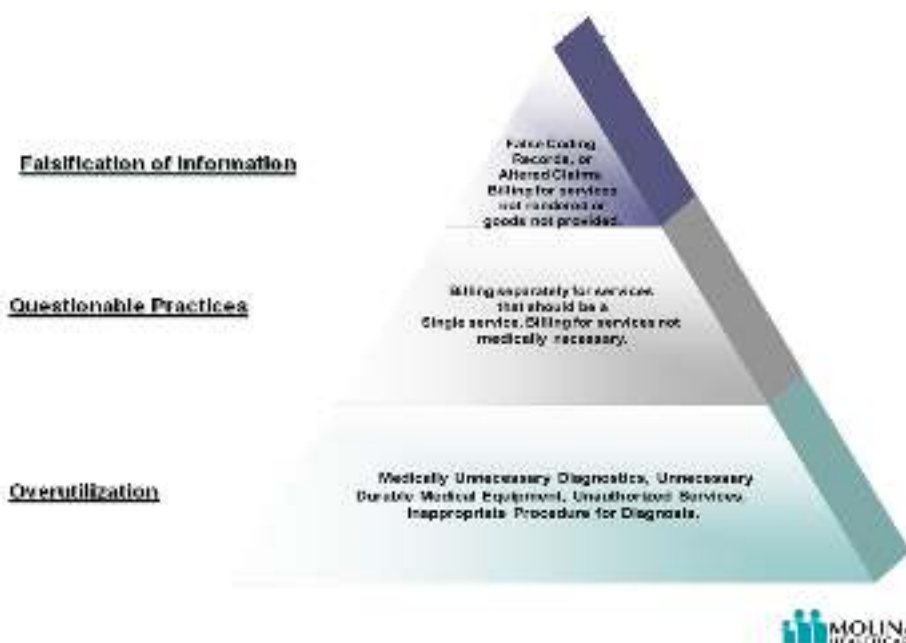 Falsification of Information
False Coding
Records, or
Altered Claims
Billing for services
not rendered or
goods not provided.
Questionable Practices
Billing separately for services
that should be a
Single service. Billing for services not
medically necessary.
Overutilization
Medically Unnecessary Diagnostics, Unnecessary
Durable Medical Equipment, Unauthorized Services.
Inappropriate Procedure for Diagnosis.
MOLINA
HEALTHCARE